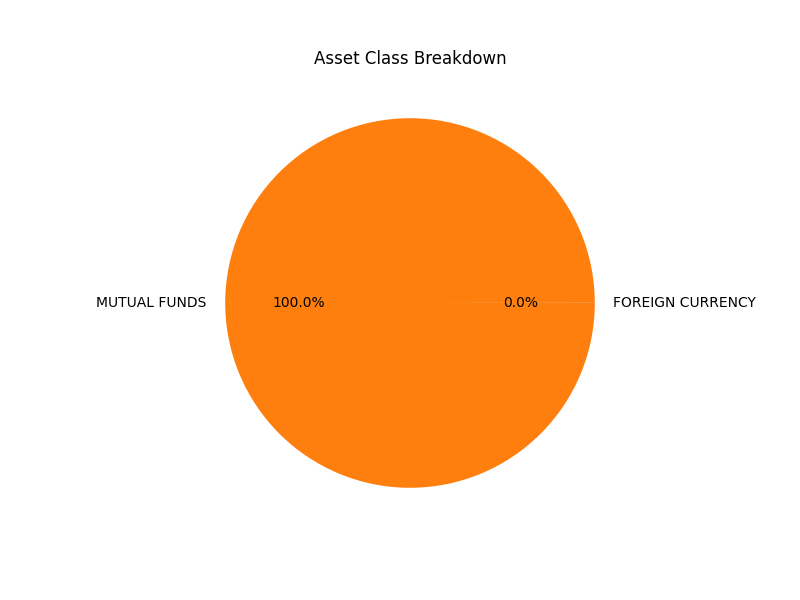 Asset Class Breakdown
MUTUAL FUNDS
100.0%
0.0%
FOREIGN CURRENCY